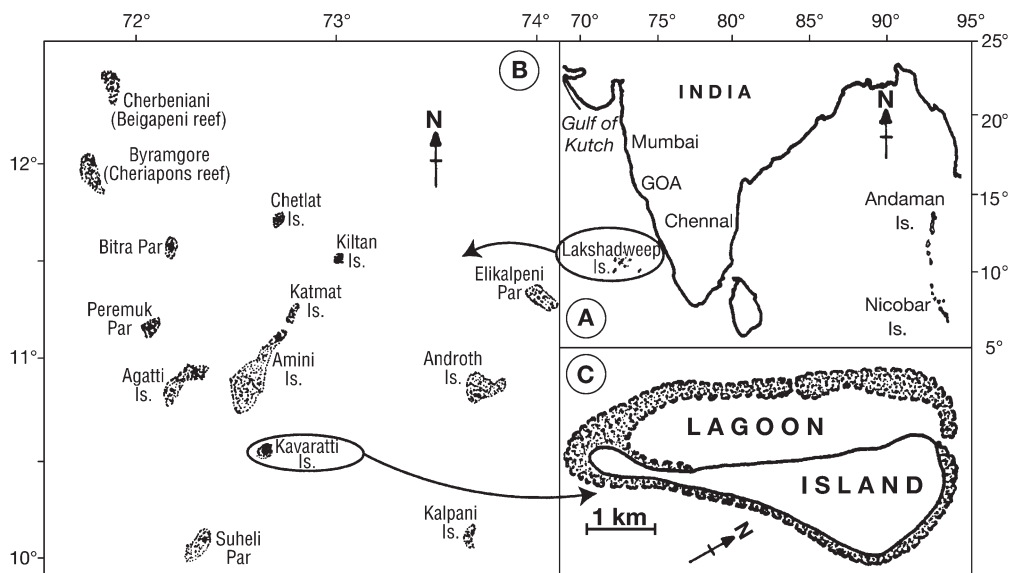 72°
73°
74°
70°
75°
80°
85°
90°
95°
25°
20°
15°
10°
5°
12°
11°
10°
B
N
Cherbeniani
(Beigapeni reef)
Byramgore
(Cheriapons reef)
Chetlat
Is.
Bitra Par
Kiltan
Is.
Elikalpeni
Par
Katmat
Is.
Peremuk
Par
Amini
Is.
Agatti
Is.
Androth
Is.
Kavaratti
Is.
Kalpani
Is.
Suheli
Par
INDIA
N
Gulf of
Kutch
Mumbai
GOA
Chennal
Andaman
Is.
Lakshadweep
Is.
Nicobar
Is.
A
C
LAGOON
ISLAND
1 km
N